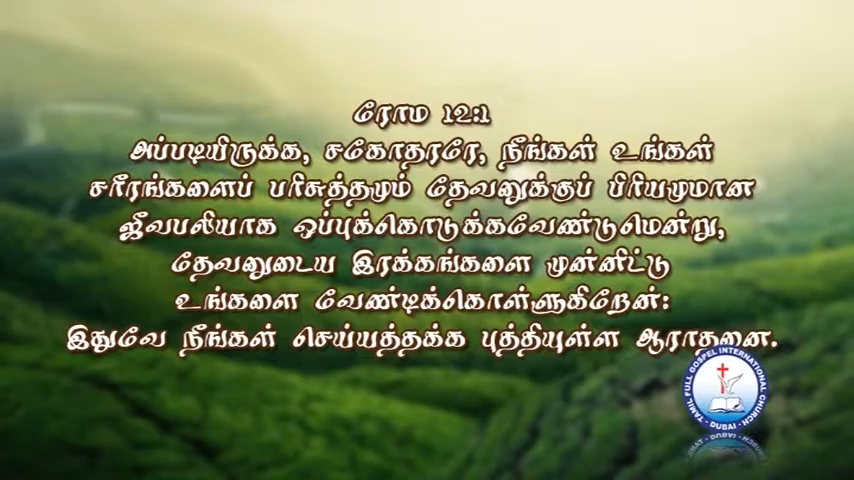 ரோம 12:1
அப்படியிருக்க, சகோதரரே, நீங்கள் உங்கள்
சரீரங்களைப் பரிசுத்தமும் தேவனுக்குப் பிரியமுமான
ஜீவபலியாக ஒப்புக்கொடுக்கவேண்டுமென்று,
தேவனுடைய இரக்கங்களை முன்னிட்டு
உங்களை வேண்டிக்கொள்ளுகிறேன்:
இதுவே நீங்கள் செய்யத்தக்க புத்தியுள்ள ஆராதனை.
TAMIL FULL GOSPEL INTERNATIONAL CHURCH
- DUBAI -